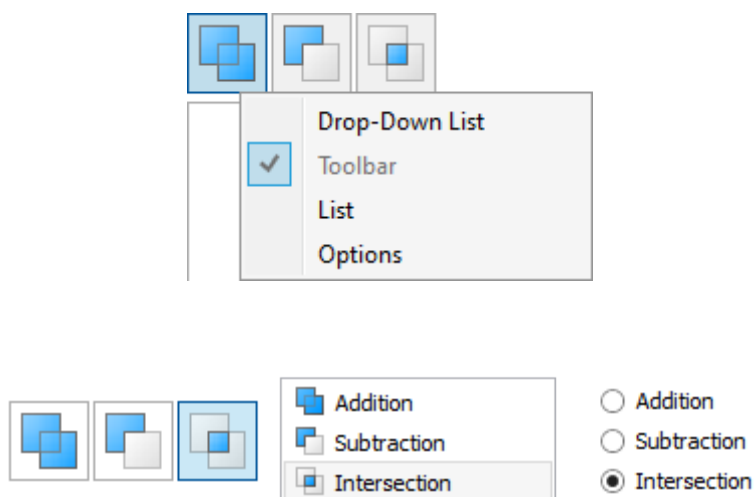 Drop-Down List
Toolbar
List
Options
Addition
Subtraction
Intersection
Addition
Subtraction
Intersection